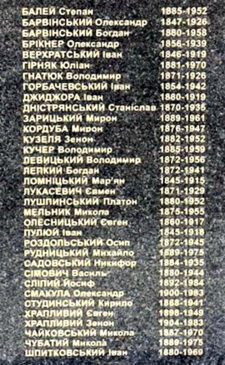 БАЛЕЙ Степан 1885-1952
БАРВІНСЬКИЙ Олександр 1847-1926
БАРВІНСЬКИЙ Богдан 1880-1958
БРІКНЕР Олександр 1856-1939
ВЕРХРАТСЬКИЙ Іван 1846-1919
ГІРНЯК Юліан 1881-1970
ГНАТЮК Володимир 1871-1926
ГОРБАЧЕВСЬКИЙ Іван 1854-1942
ДЖИДЖОРА Іван 1880-1919
ДНІСТРЯНСЬКИЙ Станіслав 1870-1935
ЗАРИЦЬКИЙ Мирон 1889-1961
КОРДУБА Мирон 1876-1947
КУЗЕЛЯ Зенон 1882-1952
КУЧЕР Володимир 1885-1959
ЛЕВИЦЬКИЙ Володимир 1872-1956
ЛЕПКИЙ Богдан 1872-1941
ЛОМНІЦЬКИЙ Мар'ян 1845-1915
ЛУКАСЕВИЧ Євмен 1871-1929
ЛУШПИНСЬКИЙ Платон 1880-1952
МЕЛЬНИК Микола 1875-1955
ОЛЕСНИЦЬКИЙ Євген 1860-1917
ПУЛЮЙ Іван 1845-1918
РОЗДОЛЬСЬКИЙ Осип 1872-1945
РУДНИЦЬКИЙ Михайло 1889-1975
САДОВСЬКИЙ Никифор 1884-1935
СІМОВИЧ Василь 1880-1944
СЛІПИЙ Йосиф 1892-1984
СМАКУЛА Олександр 1900-1983
СТУДИНСЬКИЙ Кирило 1868-1941
ХРАПЛИВИЙ Євген 1898-1949
ХРАПЛИВИЙ Зенон 1904-1983
ЧАЙКОВСЬКИЙ Микола 1887-1970
ЧУБАТИЙ Микола 1889-1975
ШПИТКОВСЬКИЙ Іван 1880-1969